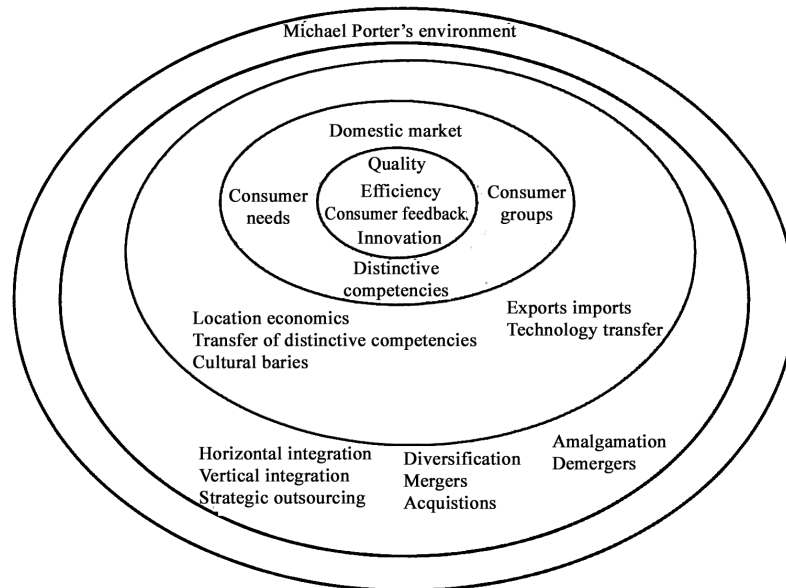 Michael Porter's environment
Domestic market
Quality
Efficiency
Consumer feedback
Innovation
Consumer
needs
Consumer
groups
Distinctive
competencies
Location economics
Transfer of distinctive competencies
Cultural baries
Exports imports
Technology transfer
Horizontal integration
Vertical integration
Strategic outsourcing
Diversification
Mergers
Acquistions
Amalgamation
Demergers